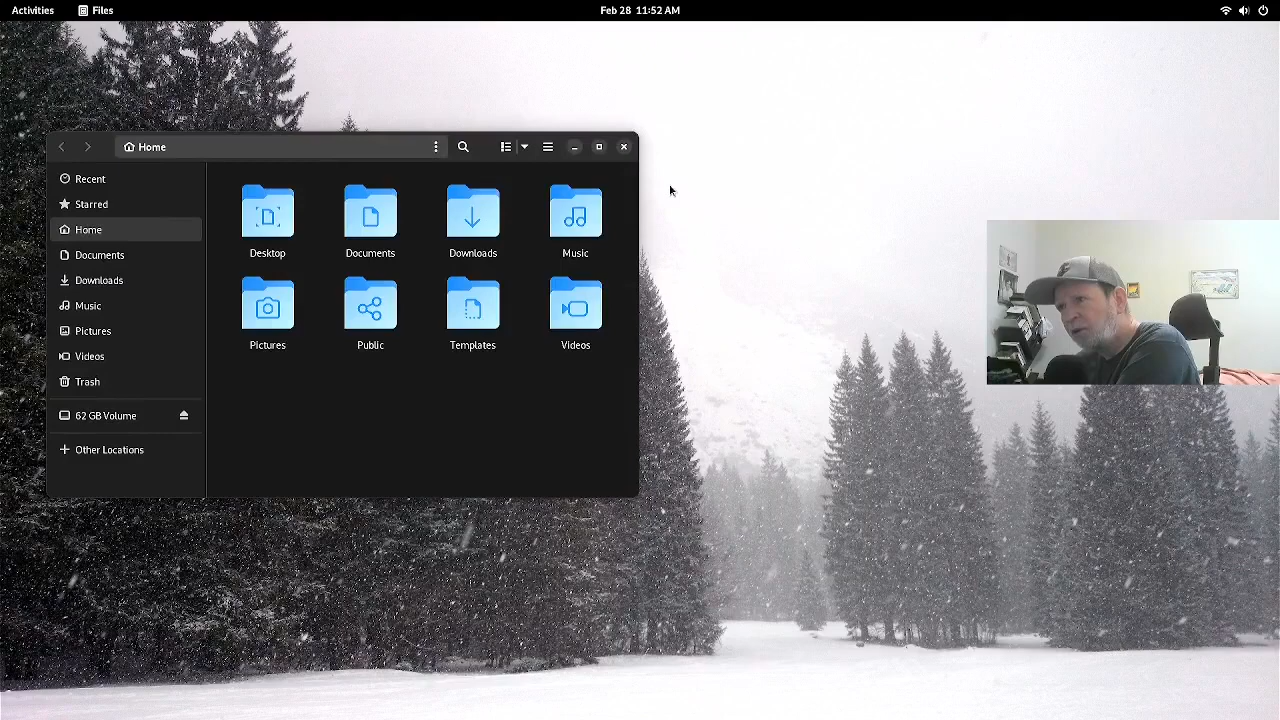 Activities Files Feb 28 11:52 AM
Home
Recent
Starred
Home
Documents
Downloads
Music
Pictures
Videos
Trash
62 GB Volume
Other Locations
Desktop Documents Downloads Music
Pictures Public Templates Videos